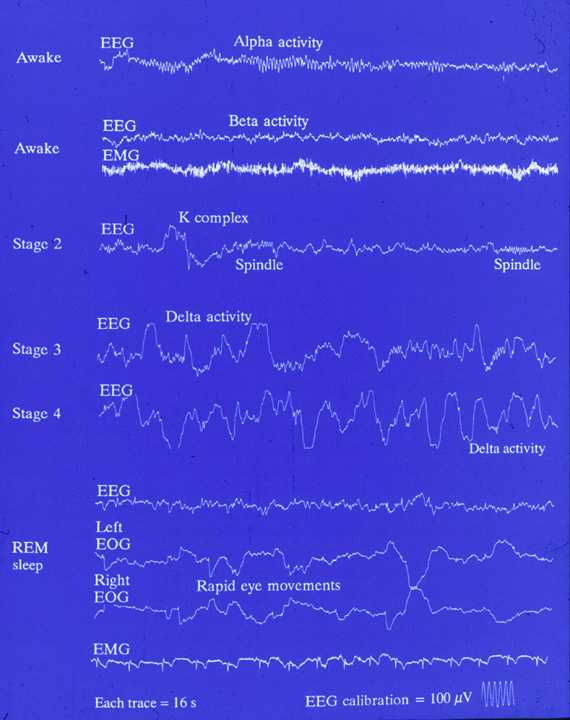 EEG Alpha activity
Awake
EEG Beta activity
Awake
EMG
K complex
EEG
Stage 2
Spindle Spindle
Delta activity
EEG
Stage 3
EEG
Stage 4
Delta activity
EEG
Left
EOG
REM
sleep
Right
Rapid eye movements
EOG
EMG
Each trace = 16 s EEG calibration = 100 µV